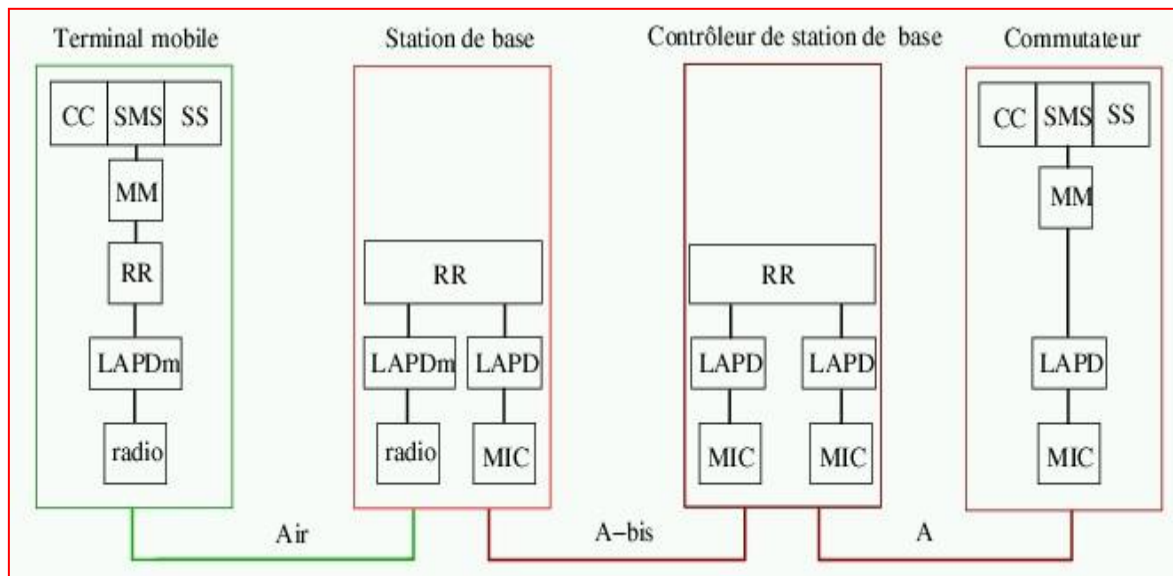 Terminal mobile Station de base Contrôleur de station de base Commutateur
CC SMS SS CC SMS SS
MM MM
RR RR RR
LAPDm LAPDm LAPD LAPD LAPD LAPD
radio radio MIC MIC MIC MIC
Air A-bis A